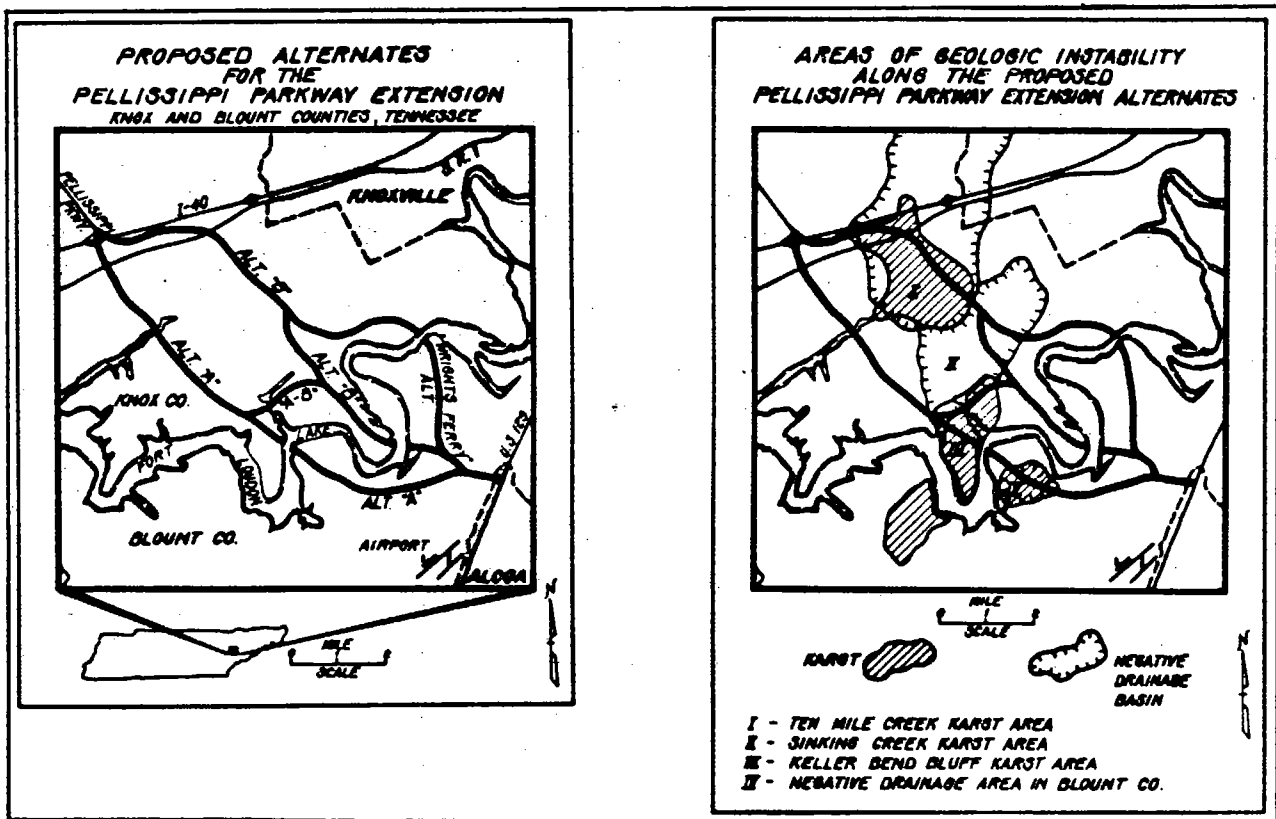 PROPOSED ALTERNATES
FOR THE
PELLISSIPPI PARKWAY EXTENSION
KNOX AND BLOUNT COUNTIES, TENNESSEE
PELLISSIPPI
PKWY.
I-40
KNOXVILLE
ALT. "B"
ALT. "A"
"A-B"
ALT. "B"
WRIGHTS FERRY
ALT.
KNOX CO.
FORT
LOUDON
LAKE
ALT. "A"
U.S. 129
BLOUNT CO.
AIRPORT
ALCOA
MILE
SCALE
N
AREAS OF GEOLOGIC INSTABILITY
ALONG THE PROPOSED
PELLISSIPPI PARKWAY EXTENSION ALTERNATES
I
II
MILE
SCALE
KARST
NEGATIVE
DRAINAGE
BASIN
N
I - TEN MILE CREEK KARST AREA
II - SINKING CREEK KARST AREA
III - KELLER BEND BLUFF KARST AREA
IV - NEGATIVE DRAINAGE AREA IN BLOUNT CO.